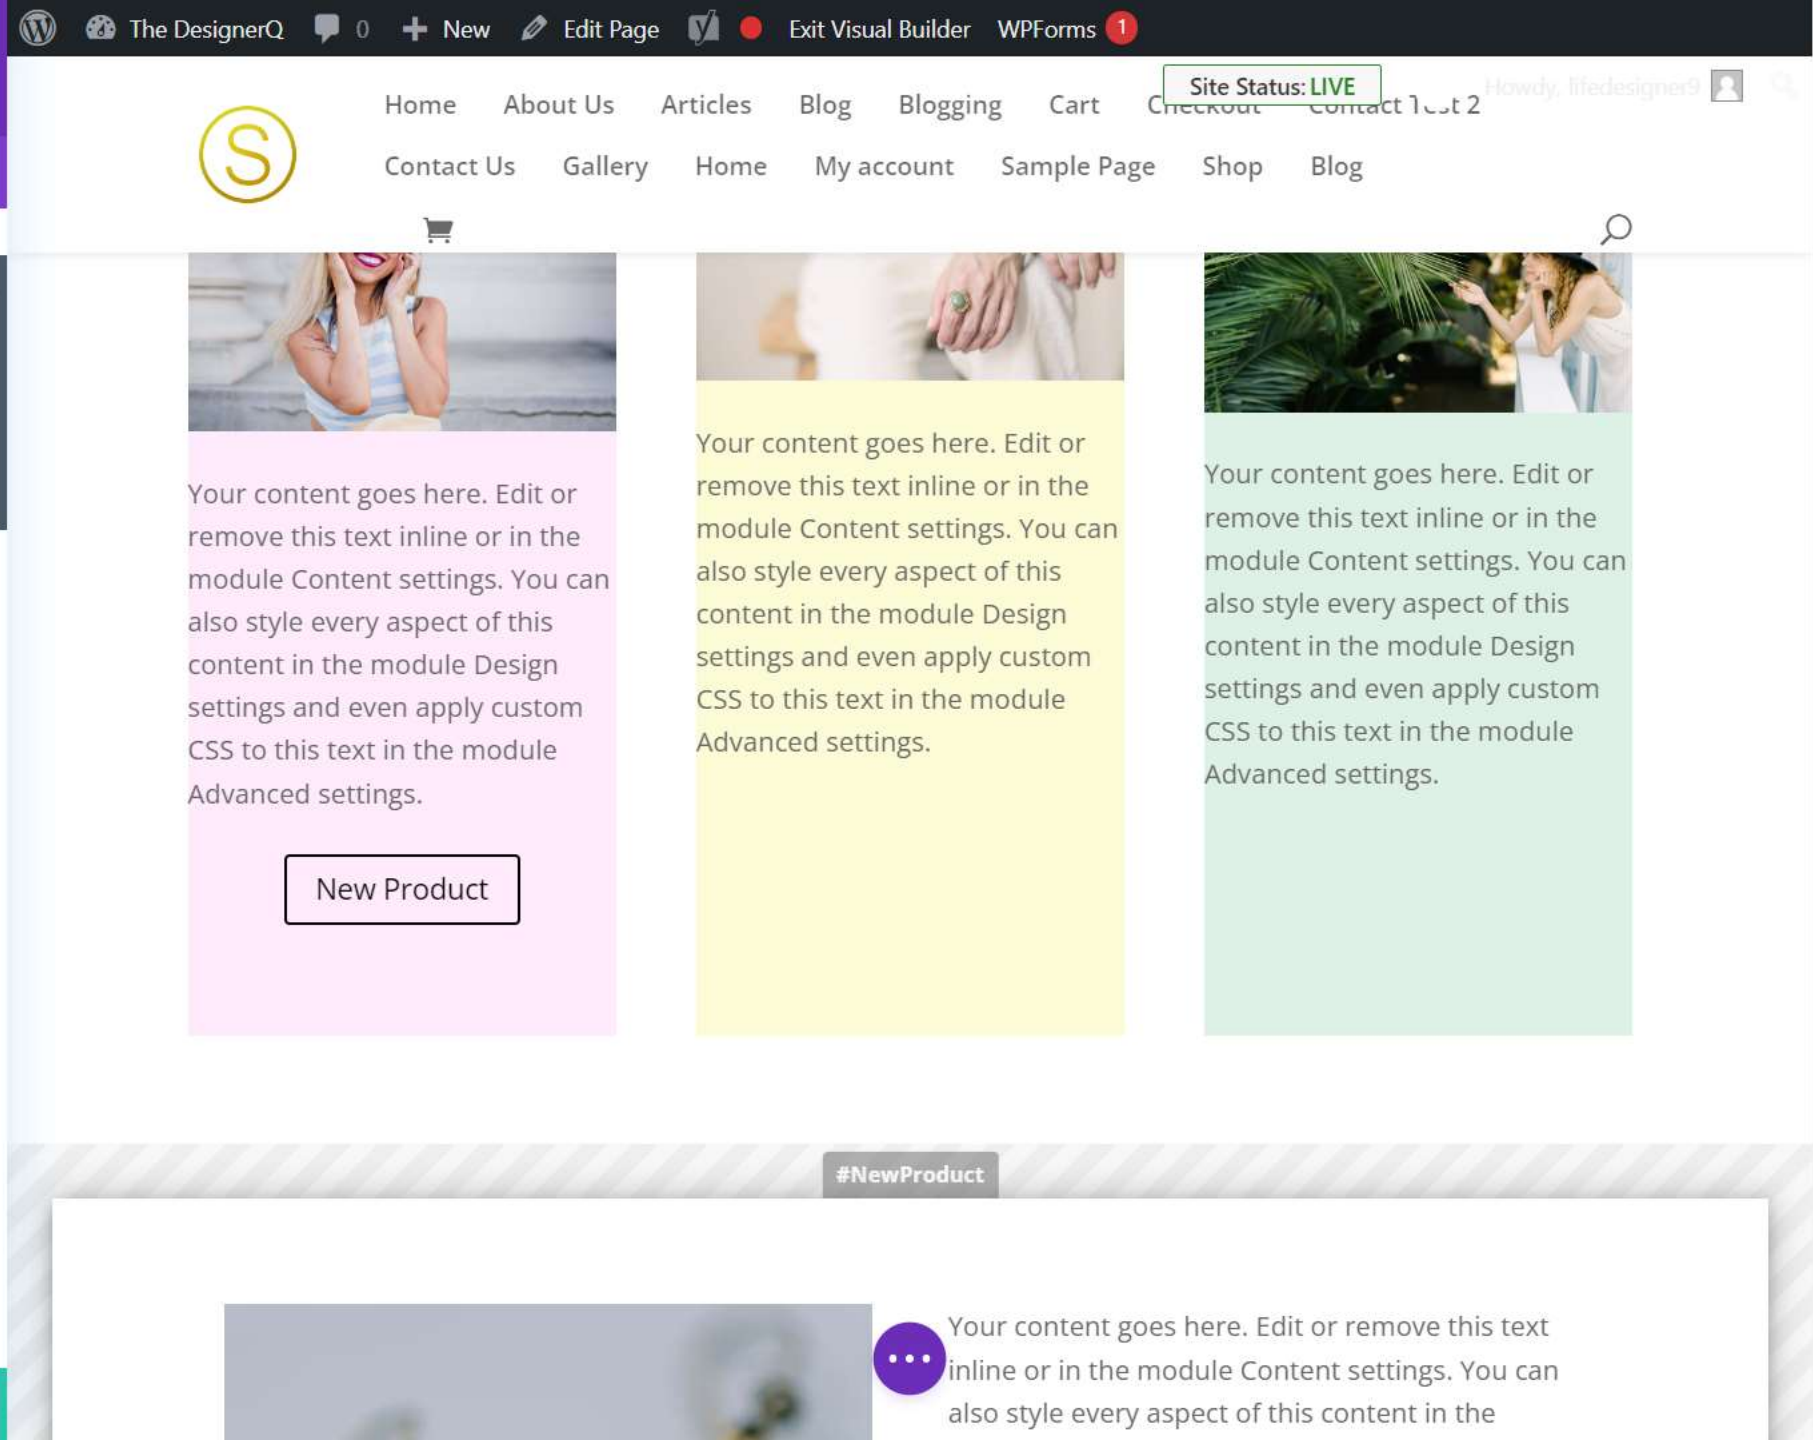 The DesignerQ 0 New Edit Page Exit Visual Builder WPForms 1
Site Status: LIVE
Howdy, lifedesigner9
Home About Us Articles Blog Blogging Cart Checkout Contact Test 2
S
Contact Us Gallery Home My account Sample Page Shop Blog
Your content goes here. Edit or
remove this text inline or in the
module Content settings. You can
also style every aspect of this
content in the module Design
settings and even apply custom
CSS to this text in the module
Advanced settings.
New Product
Your content goes here. Edit or
remove this text inline or in the
module Content settings. You can
also style every aspect of this
content in the module Design
settings and even apply custom
CSS to this text in the module
Advanced settings.
Your content goes here. Edit or
remove this text inline or in the
module Content settings. You can
also style every aspect of this
content in the module Design
settings and even apply custom
CSS to this text in the module
Advanced settings.
#NewProduct
Your content goes here. Edit or remove this text
inline or in the module Content settings. You can
also style every aspect of this content in the